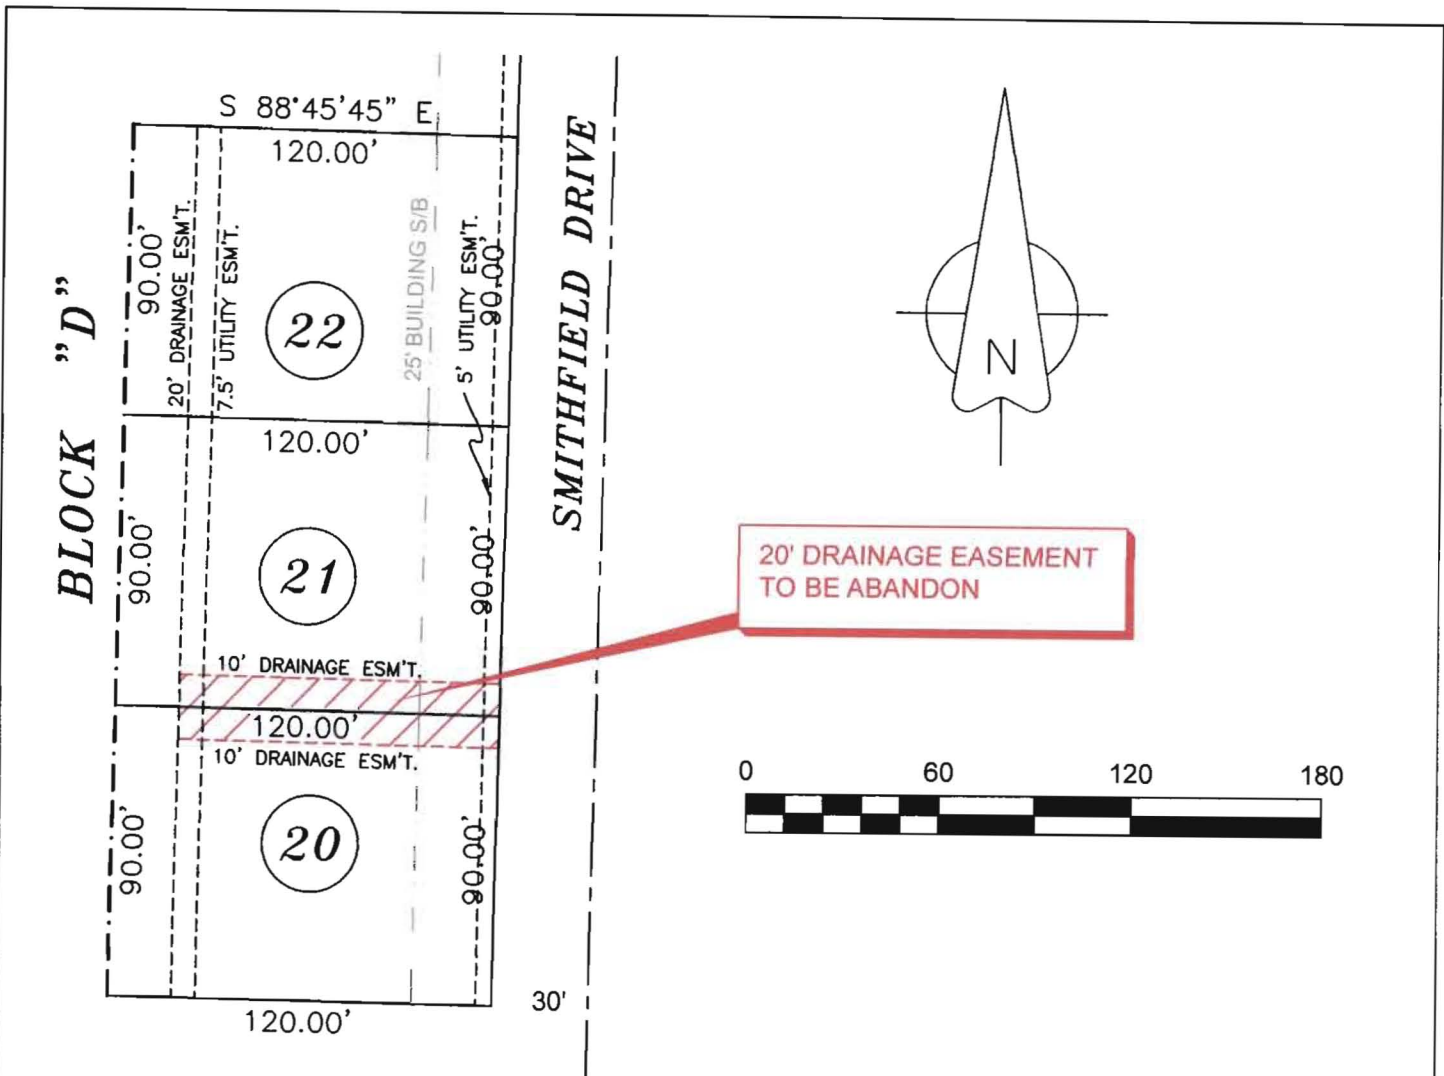 S 88°45'45" E
120.00'
90.00'
20' DRAINAGE ESM'T.
7.5' UTILITY ESM'T.
22
25' BUILDING S/B
5' UTILITY ESM'T.
90.00'
SMITHFIELD DRIVE
BLOCK "D"
N
120.00'
90.00'
21
90.00'
20' DRAINAGE EASEMENT
TO BE ABANDON
10' DRAINAGE ESM'T.
120.00'
10' DRAINAGE ESM'T.
90.00'
20
90.00'
0 60 120 180
30'
120.00'